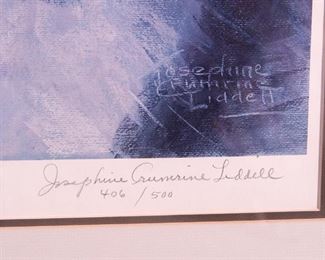 Josephine
Crumrine
Liddell
Josephine Crumrine Liddell
406 / 500